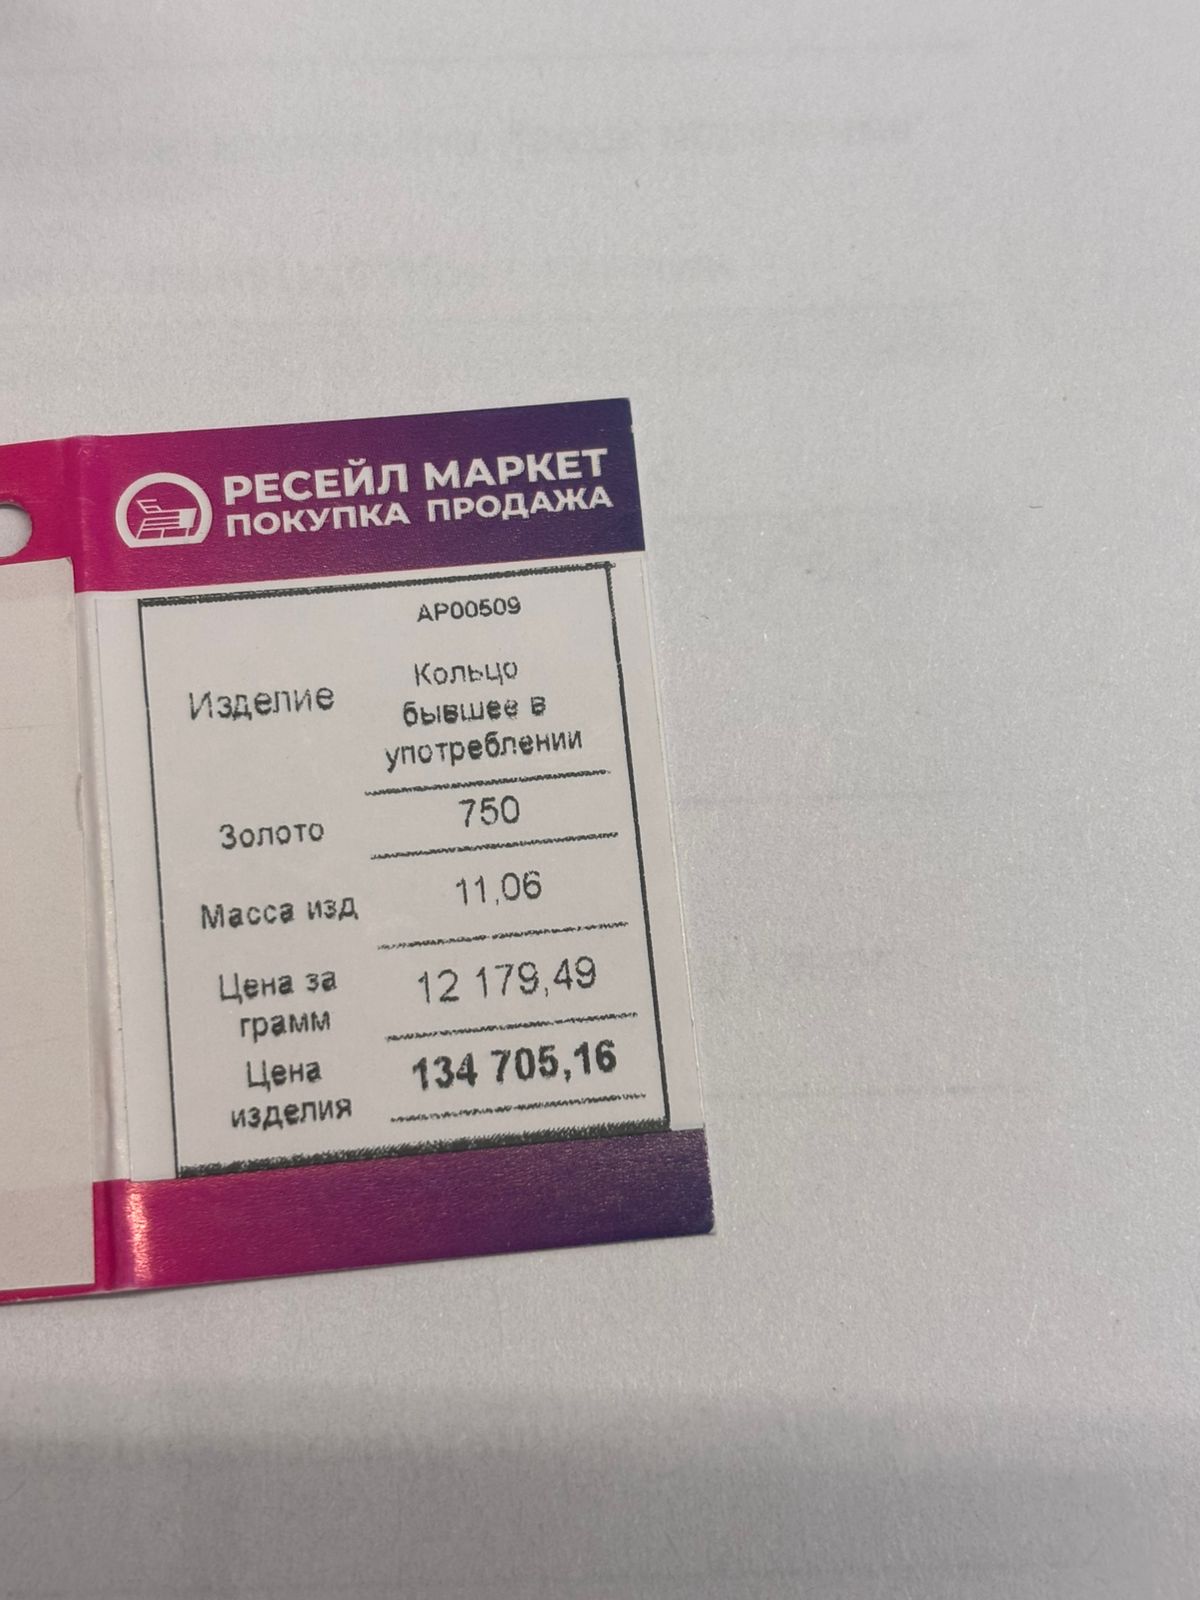 РЕСЕЙЛ МАРКЕТ
ПОКУПКА ПРОДАЖА
АР00509
Изделие
Кольцо
бывшее в
употреблении
Золото 750
Масса изд 11,06
Цена за
грамм
12 179,49
Цена
изделия
134 705,16